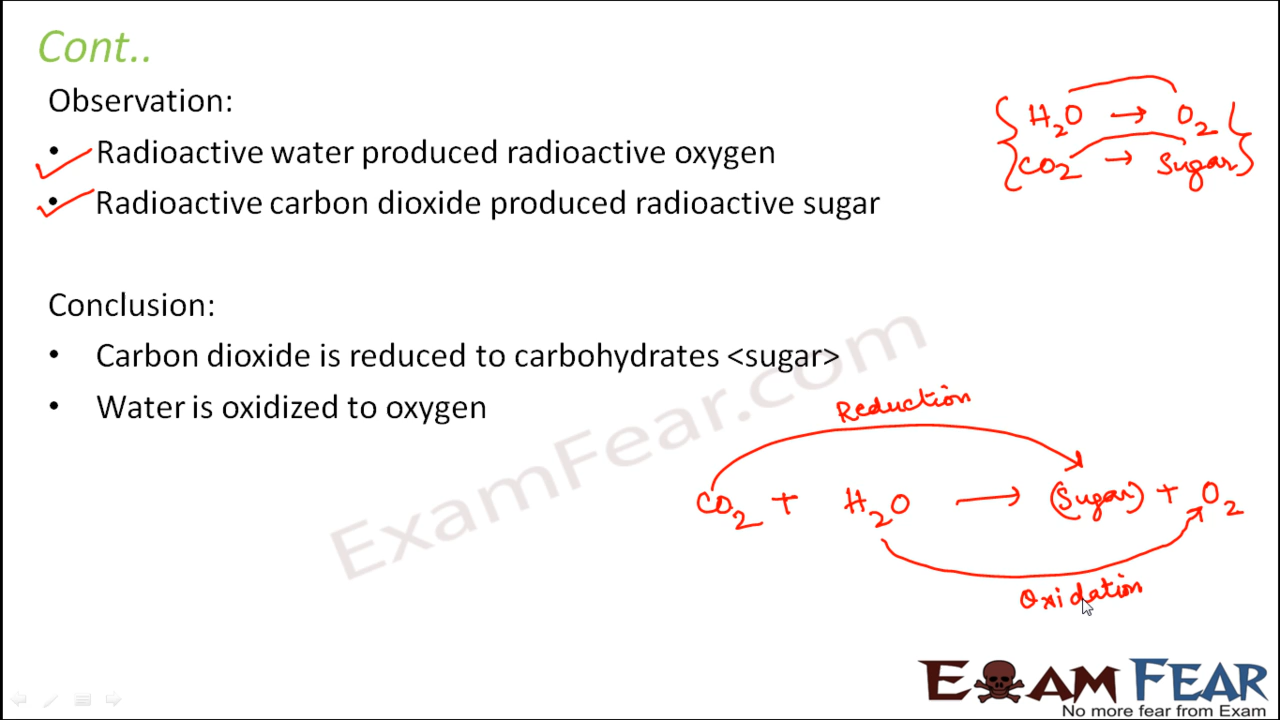 Cont..
Observation:
• Radioactive water produced radioactive oxygen
• Radioactive carbon dioxide produced radioactive sugar
H₂O → O₂
CO₂ → Sugar
Conclusion:
• Carbon dioxide is reduced to carbohydrates <sugar>
• Water is oxidized to oxygen
Reduction
CO₂ + H₂O → (Sugar) + O₂
Oxidation
ExamFear.com
EXAM FEAR
No more fear from Exam